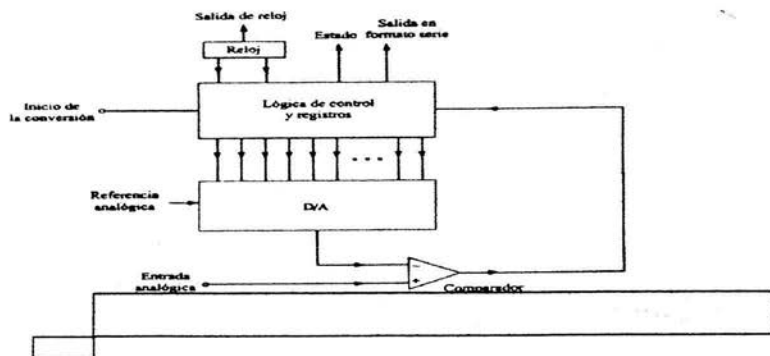 Salida de reloj
Reloj
Estado
Salida en
formato serie
Inicio de
la conversión
Lógica de control
y registros
Referencia
analógica
D/A
Entrada
analógica
−
+
Comparador